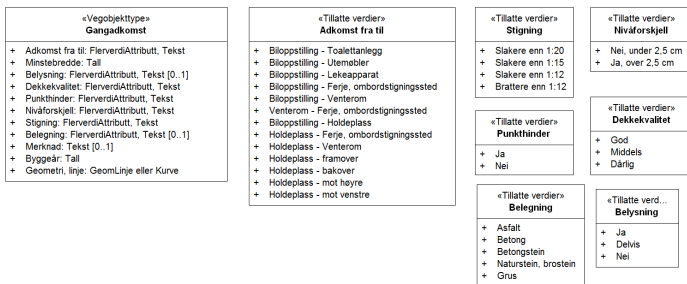 «Vegobjekttype»
Gangadkomst
+ Adkomst fra til: FlerverdiAttributt, Tekst
+ Minstebredde: Tall
+ Belysning: FlerverdiAttributt, Tekst [0..1]
+ Dekkekvalitet: FlerverdiAttributt, Tekst
+ Punkthinder: FlerverdiAttributt, Tekst
+ Nivåforskjell: FlerverdiAttributt, Tekst
+ Stigning: FlerverdiAttributt, Tekst
+ Belegning: FlerverdiAttributt, Tekst [0..1]
+ Merknad: Tekst [0..1]
+ Byggeår: Tall
+ Geometri, linje: GeomLinje eller Kurve
«Tillatte verdier»
Adkomst fra til
+ Biloppstilling - Toalettanlegg
+ Biloppstilling - Utemøbler
+ Biloppstilling - Lekeapparat
+ Biloppstilling - Ferje, ombordstigningssted
+ Biloppstilling - Venterom
+ Venterom - Ferje, ombordstigningssted
+ Biloppstilling - Holdeplass
+ Holdeplass - Ferje, ombordstigningssted
+ Holdeplass - Venterom
+ Holdeplass - framover
+ Holdeplass - bakover
+ Holdeplass - mot høyre
+ Holdeplass - mot venstre
«Tillatte verdier»
Stigning
+ Slakere enn 1:20
+ Slakere enn 1:15
+ Slakere enn 1:12
+ Brattere enn 1:12
«Tillatte verdier»
Nivåforskjell
+ Nei, under 2,5 cm
+ Ja, over 2,5 cm
«Tillatte verdier»
Punkthinder
+ Ja
+ Nei
«Tillatte verdier»
Dekkekvalitet
+ God
+ Middels
+ Dårlig
«Tillatte verdier»
Belegning
+ Asfalt
+ Betong
+ Betongstein
+ Naturstein, brostein
+ Grus
«Tillatte verd...
Belysning
+ Ja
+ Delvis
+ Nei